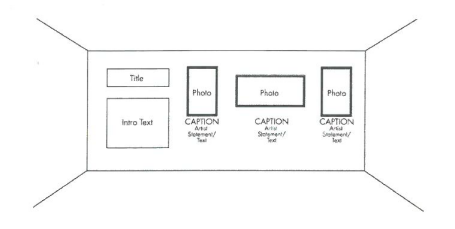 Title
Intro Text
Photo
CAPTION
Artist
Statement/
Text
Photo
CAPTION
Artist
Statement/
Text
Photo
CAPTION
Artist
Statement/
Text